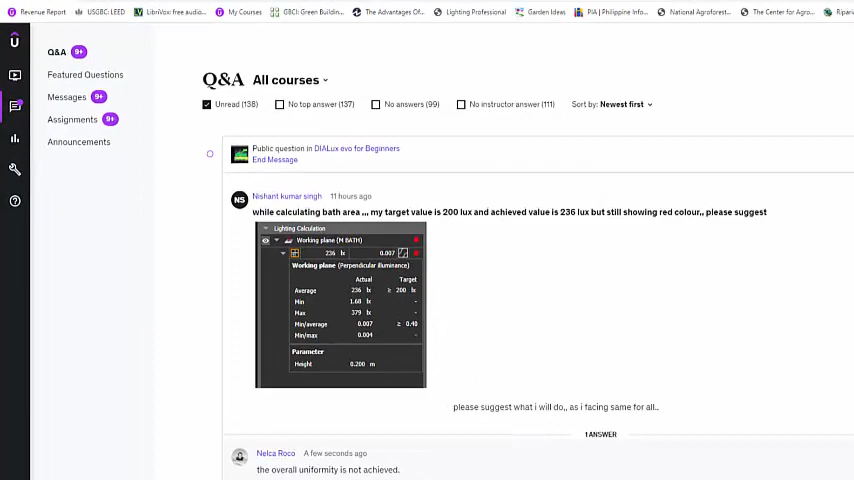 Revenue Report USGBC: LEED LibriVox: free audio... My Courses GBCI: Green Buildin... The Advantages Of... Lighting Professional Garden Ideas PIA | Philippine Info... National Agroforest... The Center for Agro... Ripari
Q&A 9+
Featured Questions
Messages 9+
Assignments 9+
Announcements
Q&A All courses
Unread (138) No top answer (137) No answers (99) No instructor answer (111) Sort by: Newest first
Public question in DIALux evo for Beginners
End Message
NS Nishant kumar singh 11 hours ago
while calculating bath area ,,, my target value is 200 lux and achieved value is 236 lux but still showing red colour,, please suggest
Lighting Calculation
Working plane (M BATH)
236 lx 0.007
Working plane (Perpendicular illuminance)
Actual Target
Average 236 lx ≥ 200 lx
Min 1.68 lx -
Max 379 lx -
Min/average 0.007 ≥ 0.40
Min/max 0.004 -
Parameter
Height 0.200 m
please suggest what i will do,, as i facing same for all..
1 ANSWER
Nelca Roco A few seconds ago
the overall uniformity is not achieved.